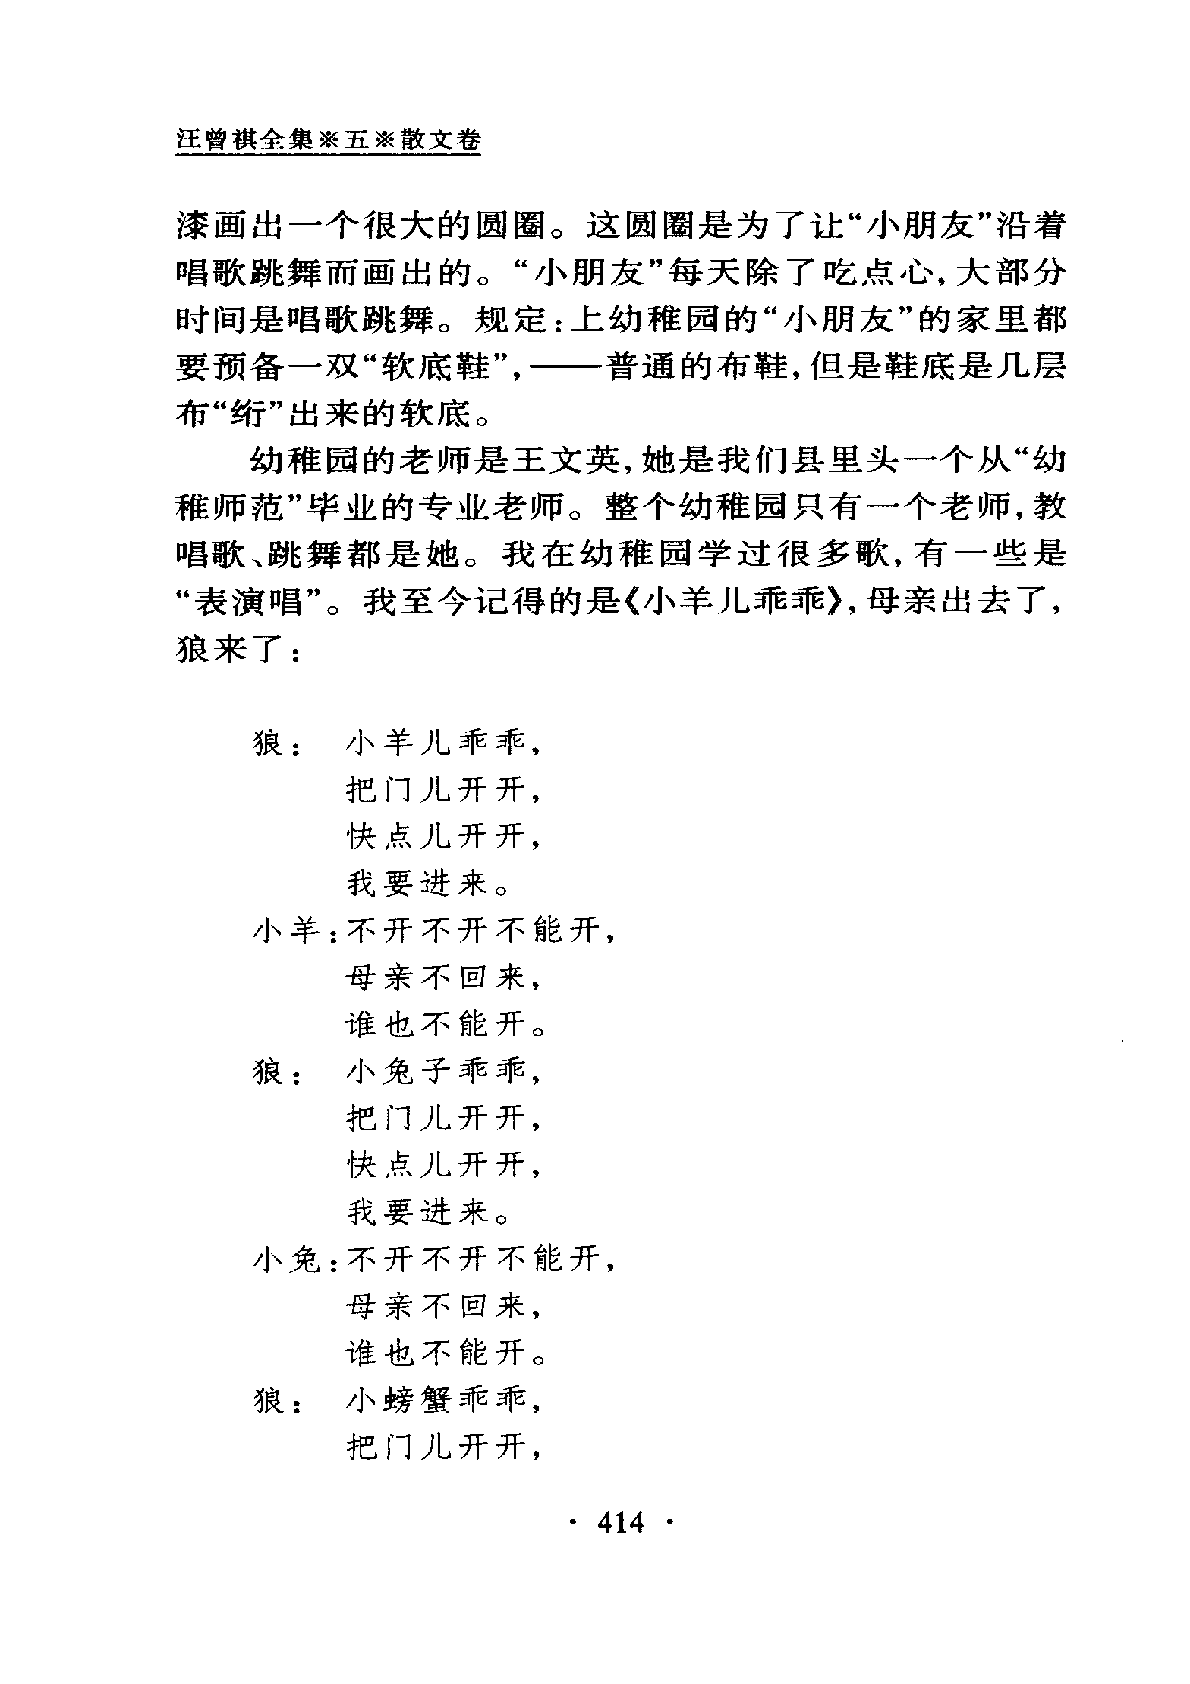 汪曾祺全集※五※散文卷
漆画出一个很大的圆圈。这圆圈是为了让“小朋友”沿着
唱歌跳舞而画出的。“小朋友”每天除了吃点心,大部分
时间是唱歌跳舞。规定:上幼稚园的“小朋友”的家里都
要预备一双“软底鞋”,——普通的布鞋,但是鞋底是几层
布“绗”出来的软底。
幼稚园的老师是王文英,她是我们县里头一个从“幼
稚师范”毕业的专业老师。整个幼稚园只有一个老师,教
唱歌、跳舞都是她。我在幼稚园学过很多歌,有一些是
“表演唱”。我至今记得的是《小羊儿乖乖》,母亲出去了,
狼来了:
狼: 小羊儿乖乖,
把门儿开开,
快点儿开开,
我要进来。
小羊:不开不开不能开,
母亲不回来,
谁也不能开。
狼: 小兔子乖乖,
把门儿开开,
快点儿开开,
我要进来。
小兔:不开不开不能开,
母亲不回来,
谁也不能开。
狼: 小螃蟹乖乖,
把门儿开开,
· 414 ·